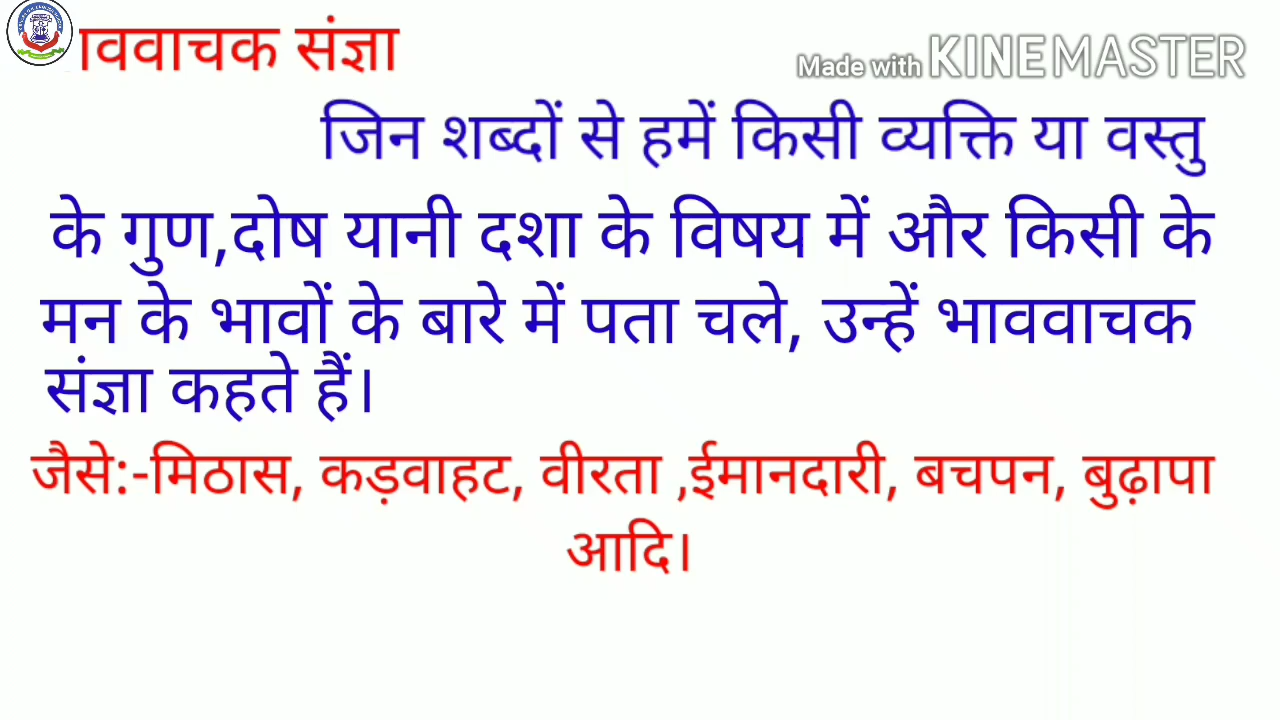 ाववाचक संज्ञा
Made with KINEMASTER
जिन शब्दों से हमें किसी व्यक्ति या वस्तु
के गुण,दोष यानी दशा के विषय में और किसी के
मन के भावों के बारे में पता चले, उन्हें भाववाचक
संज्ञा कहते हैं।
जैसे:-मिठास, कड़वाहट, वीरता ,ईमानदारी, बचपन, बुढ़ापा
आदि।